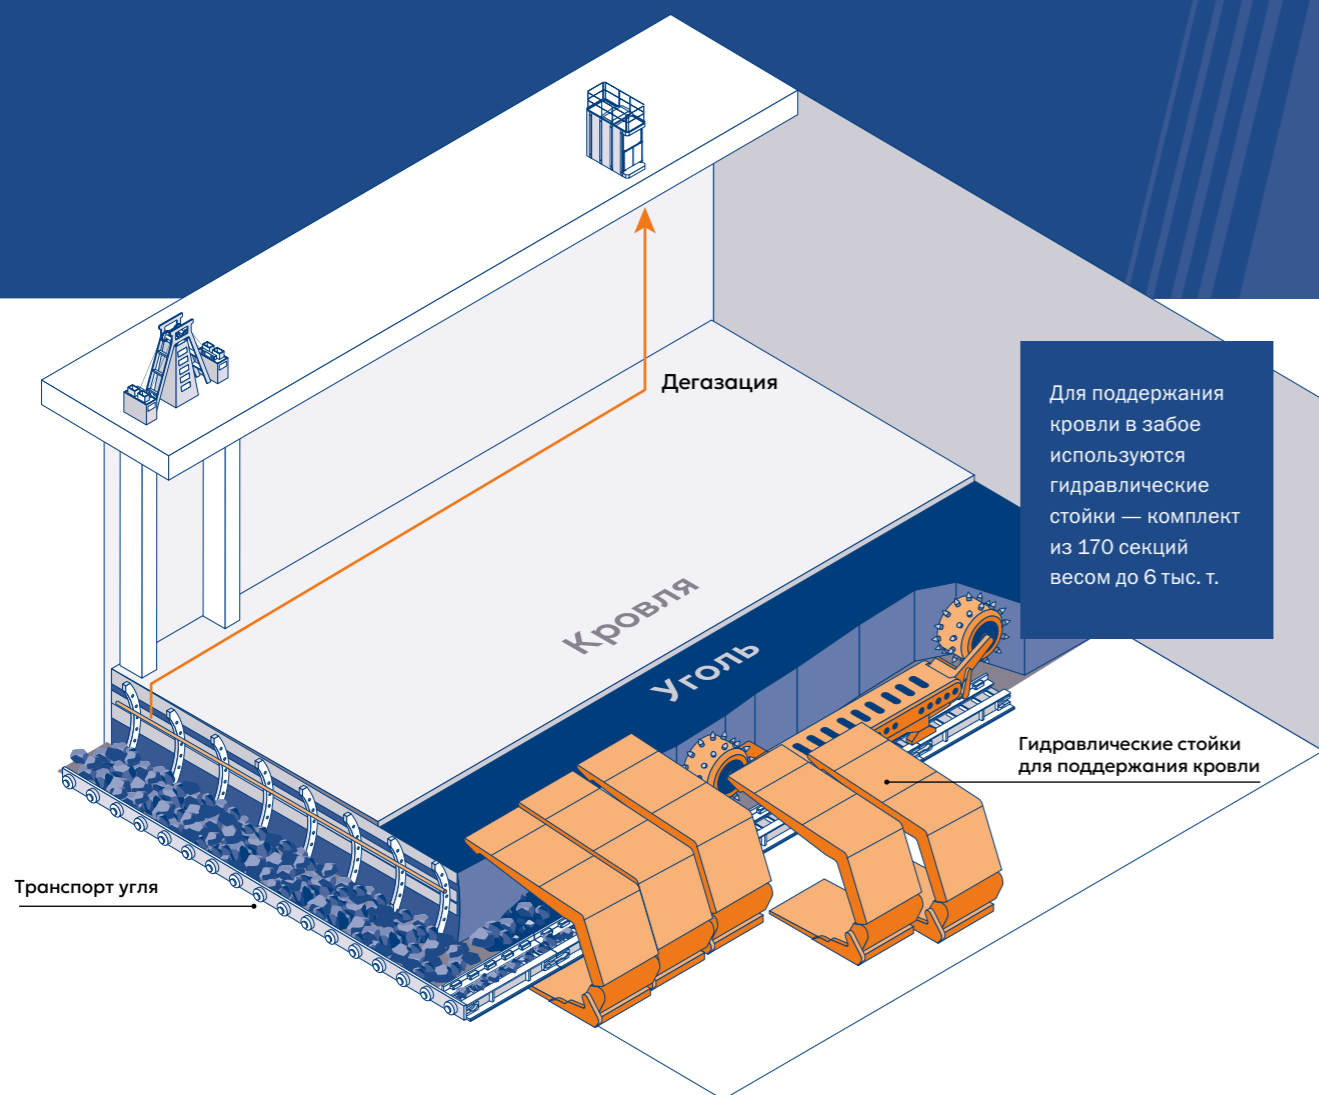 Дегазация
Для поддержания
кровли в забое
используются
гидравлические
стойки — комплект
из 170 секций
весом до 6 тыс. т.
Кровля
Уголь
Гидравлические стойки
для поддержания кровли
Транспорт угля